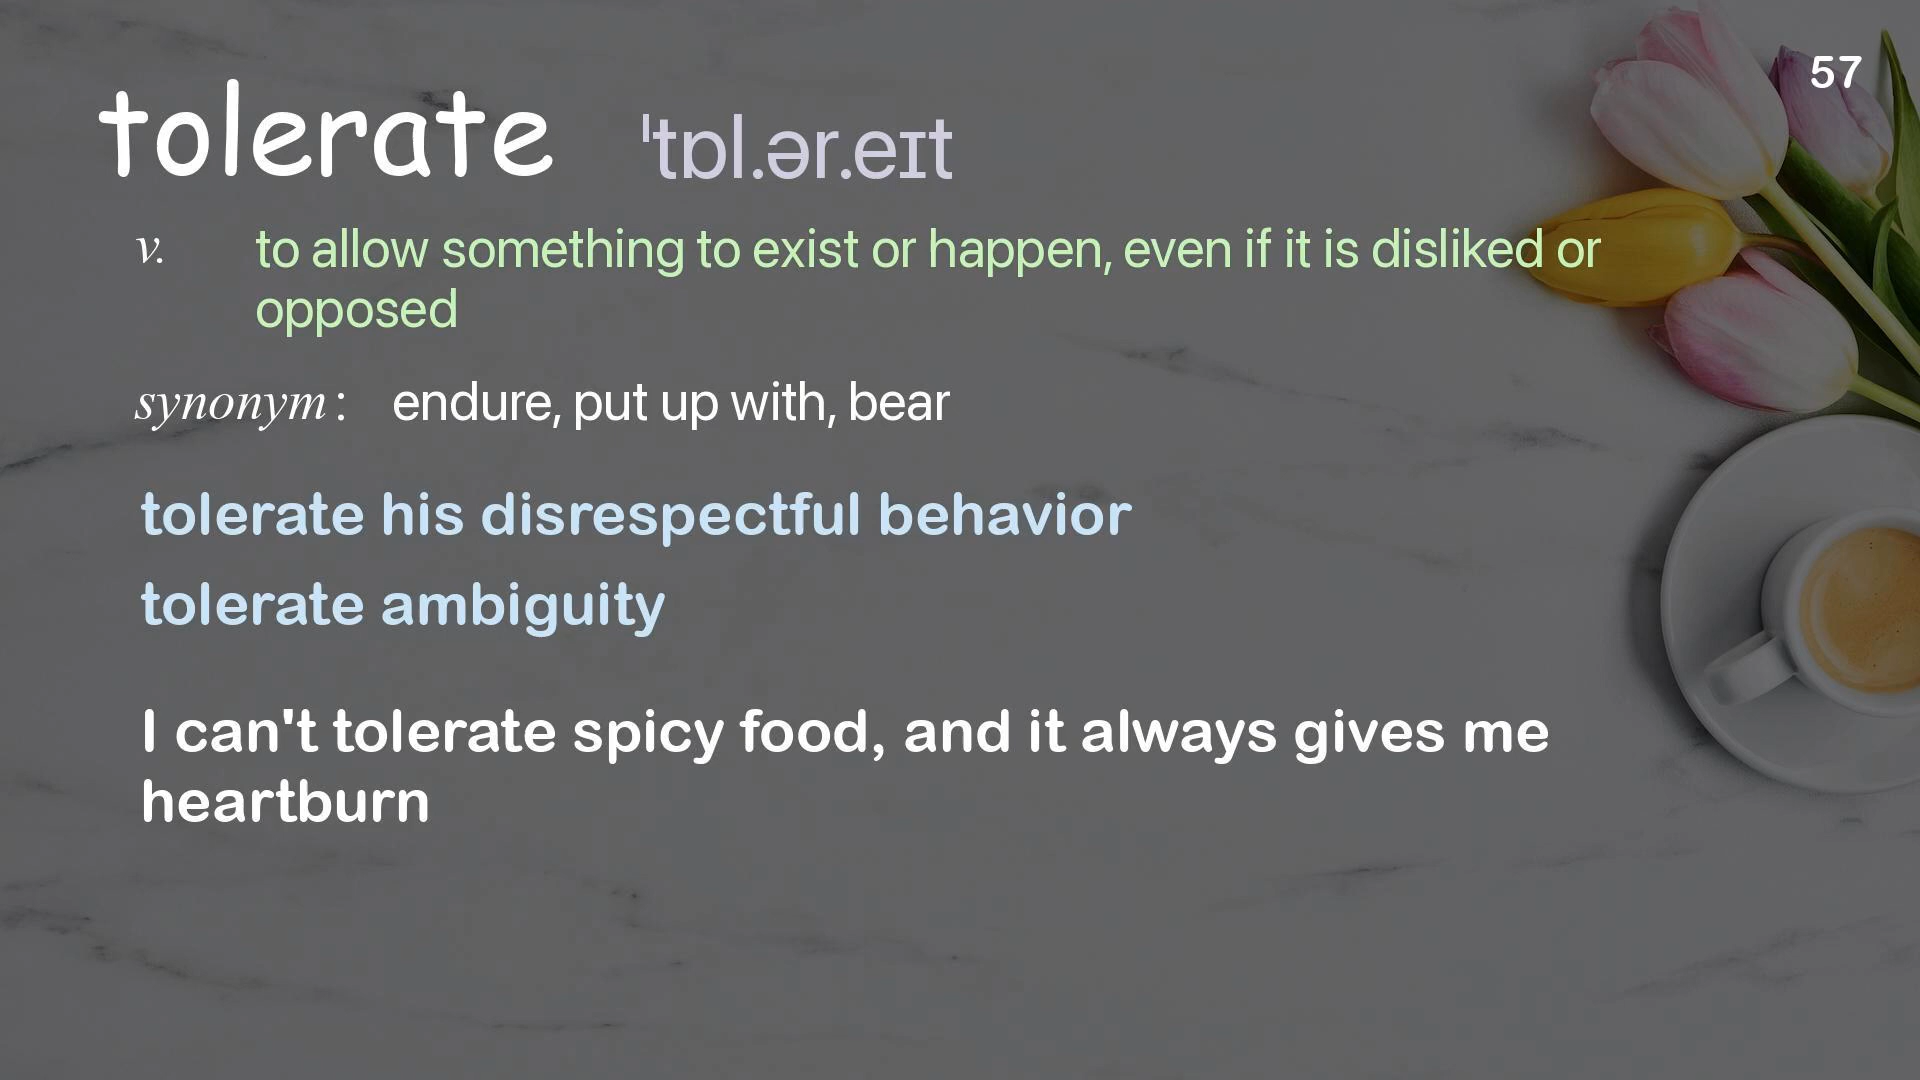 57
tolerate ˈtɒl.ər.eɪt
v. to allow something to exist or happen, even if it is disliked or
opposed
synonym: endure, put up with, bear
tolerate his disrespectful behavior
tolerate ambiguity
I can't tolerate spicy food, and it always gives me
heartburn